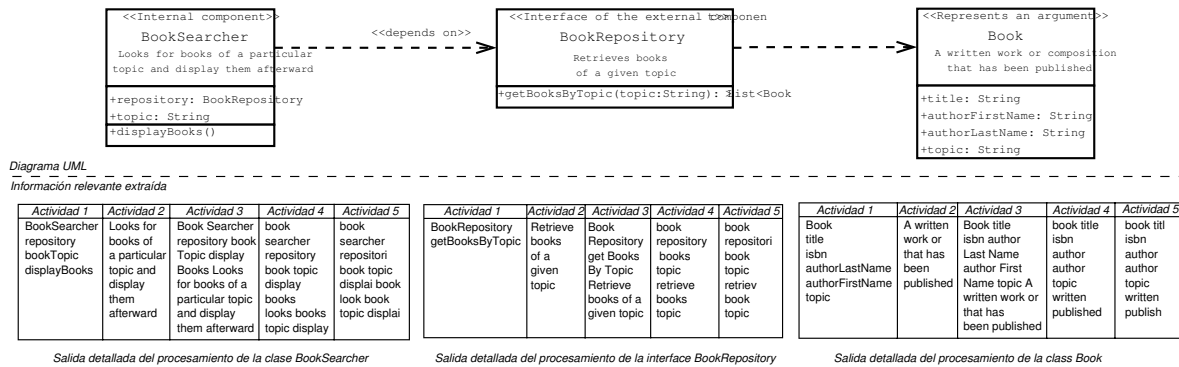 <<Internal component>>
BookSearcher
Looks for books of a particular
topic and display them afterward
+repository: BookRepository
+topic: String
+displayBooks()
<<depends on>>
<<Interface of the external componen
>>
BookRepository
Retrieves books
of a given topic
+getBooksByTopic(topic:String): List<Book
>
<<Represents an argument>>
Book
A written work or composition
that has been published
+title: String
+authorFirstName: String
+authorLastName: String
+topic: String
Diagrama UML
Información relevante extraída
Actividad 1
BookSearcher
repository
bookTopic
displayBooks
Actividad 2
Looks for
books of
a particular
topic and
display
them
afterward
Actividad 3
Book Searcher
repository book
Topic display
Books Looks
for books of a
particular topic
and display
them afterward
Actividad 4
book
searcher
repository
book topic
display
books
looks books
topic display
Actividad 5
book
searcher
repositori
book topic
displai book
look book
topic displai
Salida detallada del procesamiento de la clase BookSearcher
Actividad 1
BookRepository
getBooksByTopic
Actividad 2
Retrieve
books
of a
given
topic
Actividad 3
Book
Repository
get Books
By Topic
Retrieve
books of a
given topic
Actividad 4
book
repository
books
topic
retrieve
books
topic
Actividad 5
book
repositori
book
topic
retriev
book
topic
Salida detallada del procesamiento de la interface BookRepository
Actividad 1
Book
title
isbn
authorLastName
authorFirstName
topic
Actividad 2
A written
work or
that has
been
published
Actividad 3
Book title
isbn author
Last Name
author First
Name topic A
written work or
that has
been published
Actividad 4
book title
isbn
author
author
topic
written
published
Actividad 5
book titl
isbn
author
author
topic
written
publish
Salida detallada del procesamiento de la class Book